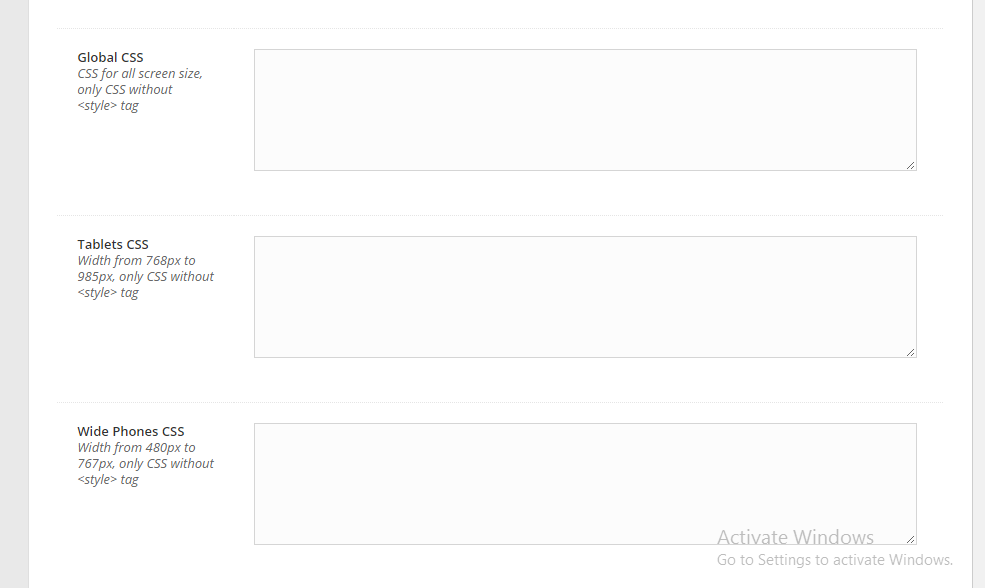 Global CSS
CSS for all screen size,
only CSS without
<style> tag
Tablets CSS
Width from 768px to
985px, only CSS without
<style> tag
Wide Phones CSS
Width from 480px to
767px, only CSS without
<style> tag
Activate Windows
Go to Settings to activate Windows.